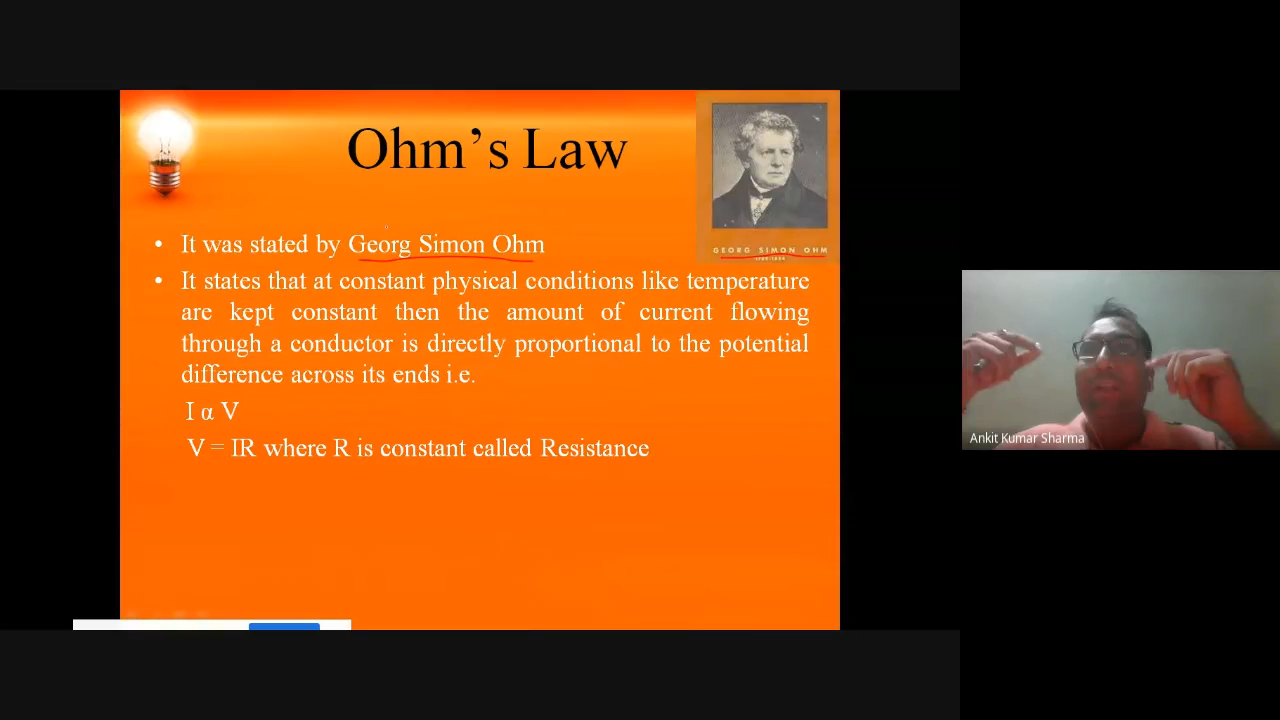 Ohm's Law
GEORG SIMON OHM
• It was stated by Georg Simon Ohm
• It states that at constant physical conditions like temperature
are kept constant then the amount of current flowing
through a conductor is directly proportional to the potential
difference across its ends i.e.
I α V
V = IR where R is constant called Resistance
Ankit Kumar Sharma